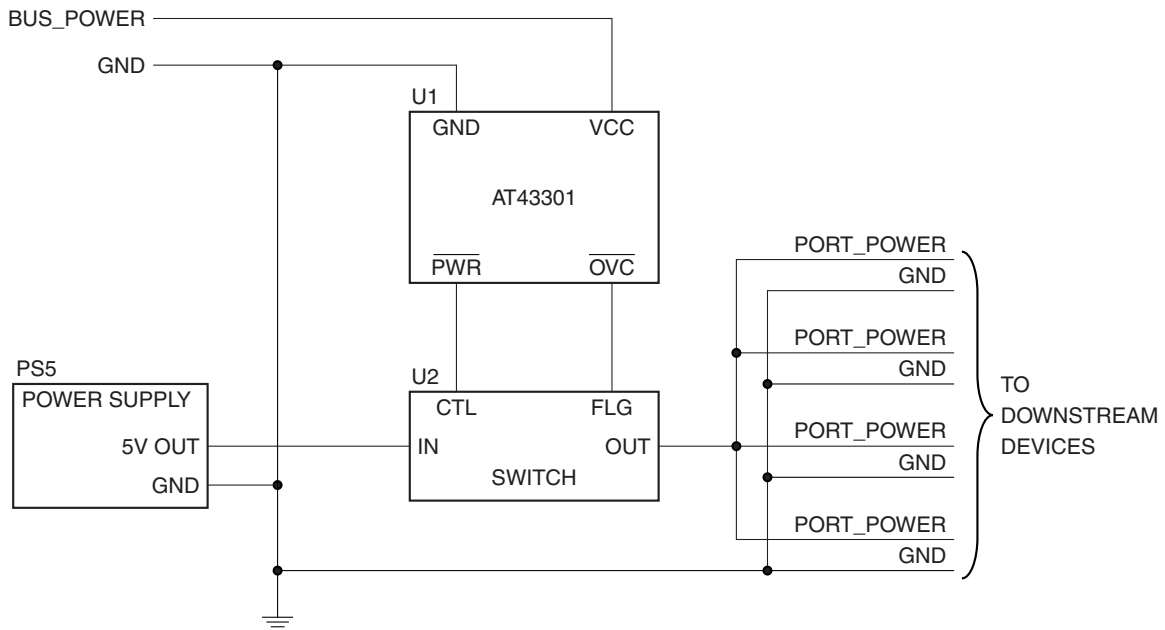 BUS_POWER
GND
U1
GND VCC
AT43301
PWR OVC
PORT_POWER
GND
PORT_POWER
GND
PS5
POWER SUPPLY
5V OUT
GND
U2
CTL FLG
IN OUT
SWITCH
PORT_POWER
GND
PORT_POWER
GND
TO
DOWNSTREAM
DEVICES